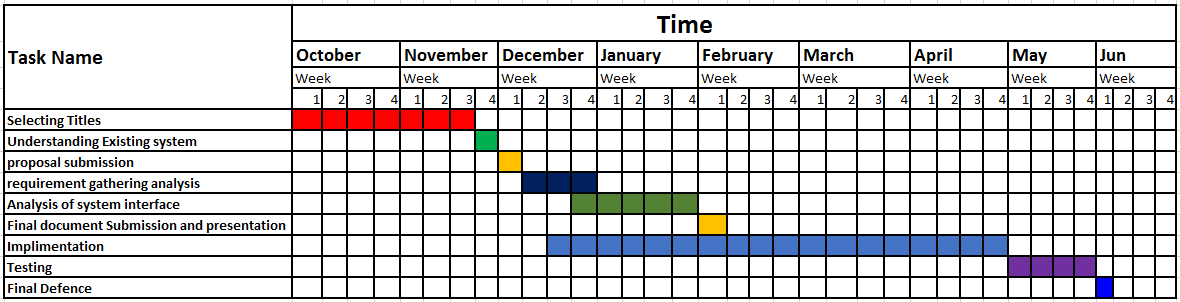 Time
Task Name
October November December January February March April May Jun
Week Week Week Week Week Week Week Week Week
1 2 3 4 1 2 3 4 1 2 3 4 1 2 3 4 1 2 3 4 1 2 3 4 1 2 3 4 1 2 3 4 1 2 3 4
Selecting Titles
Understanding Existing system
proposal submission
requirement gathering analysis
Analysis of system interface
Final document Submission and presentation
Implimentation
Testing
Final Defence